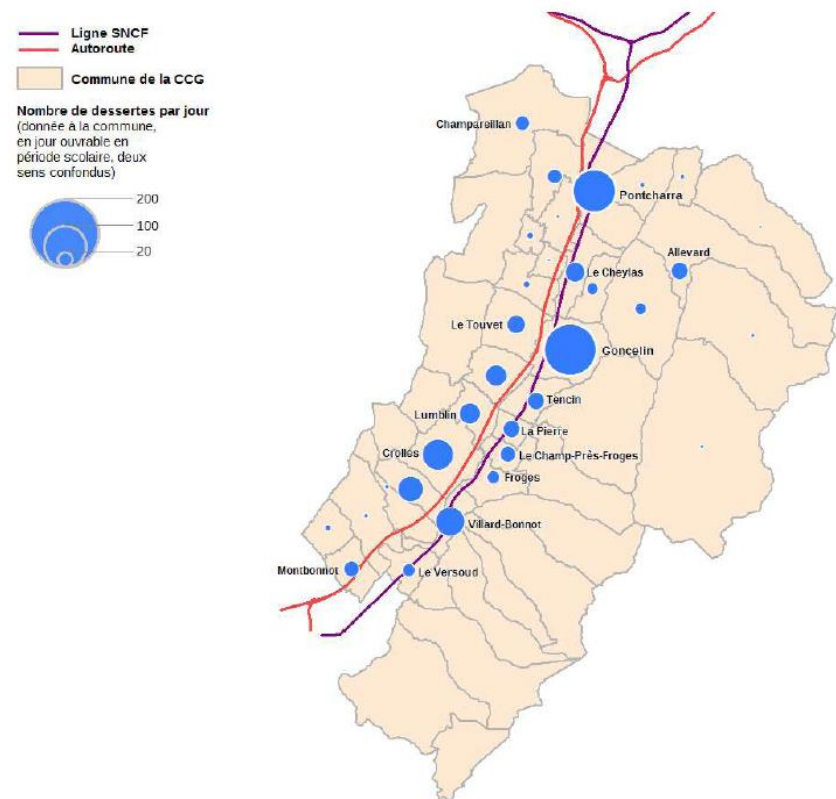 Ligne SNCF
Autoroute
Commune de la CCG
Nombre de dessertes par jour
(donnée à la commune,
en jour ouvrable en
période scolaire, deux
sens confondus)
200
100
20
Champareillan
Pontcharra
Allevard
Le Cheylas
Le Touvet
Goncelin
Tencin
Lumblin
La Pierre
Crolles
Le Champ-Près-Froges
Froges
Villard-Bonnot
Montbonnot
Le Versoud